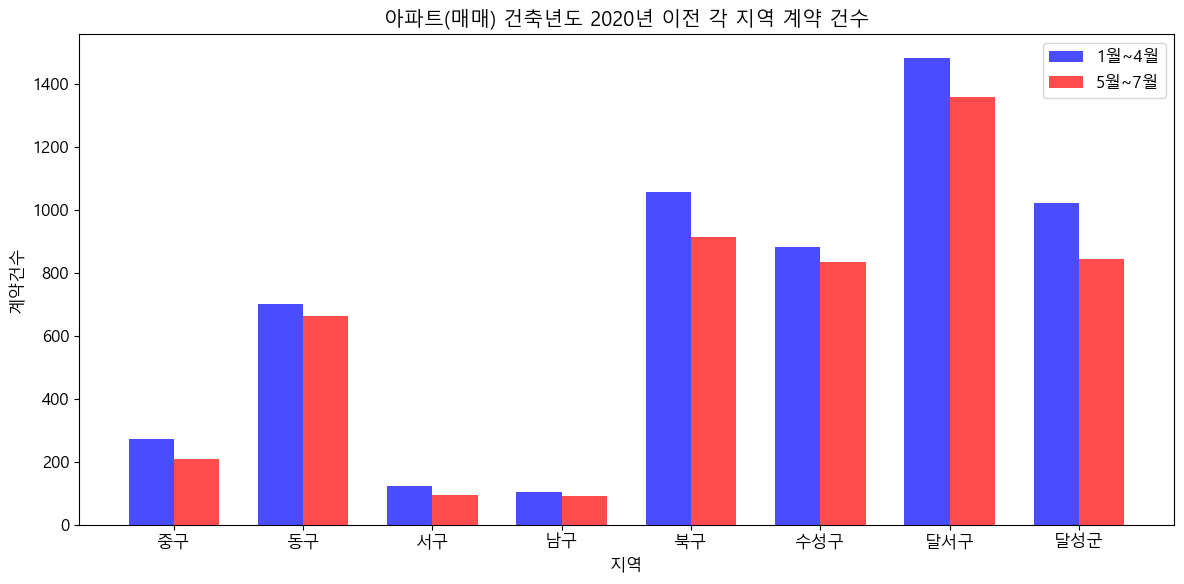 아파트(매매) 건축년도 2020년 이전 각 지역 계약 건수
1월~4월
5월~7월
계약건수
1400
1200
1000
800
600
400
200
0
중구 동구 서구 남구 북구 수성구 달서구 달성군
지역